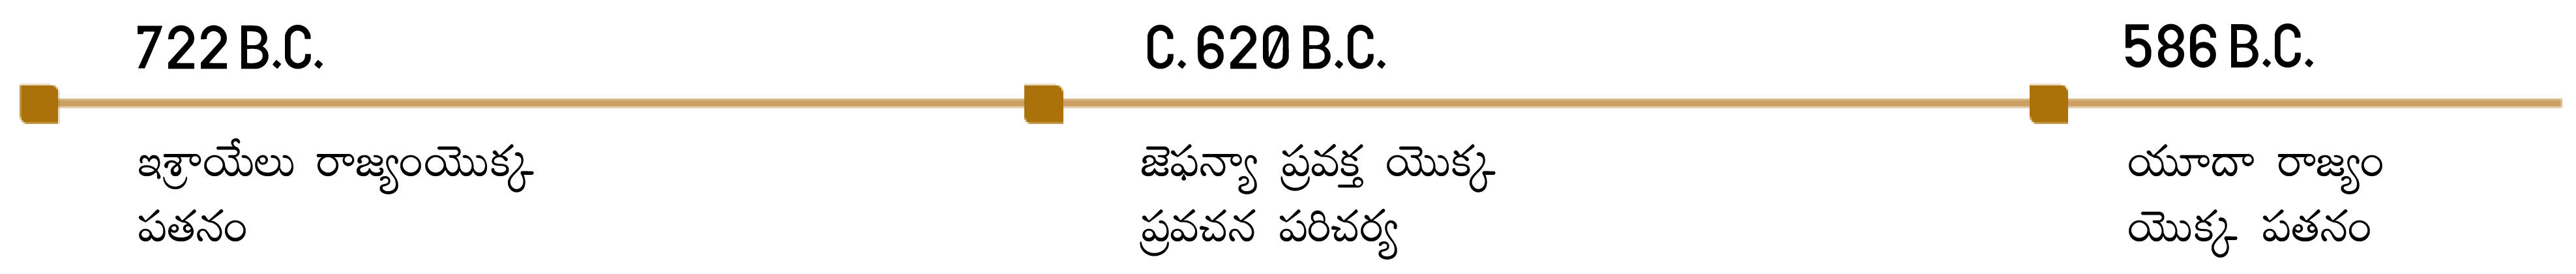 722 B.C.
C. 620 B.C.
586 B.C.
ఇశ్రాయేలు రాజ్యంయొక్క
పతనం
జెఫన్యా ప్రవక్త యొక్క
ప్రవచన పరిచర్య
యూదా రాజ్యం
యొక్క పతనం